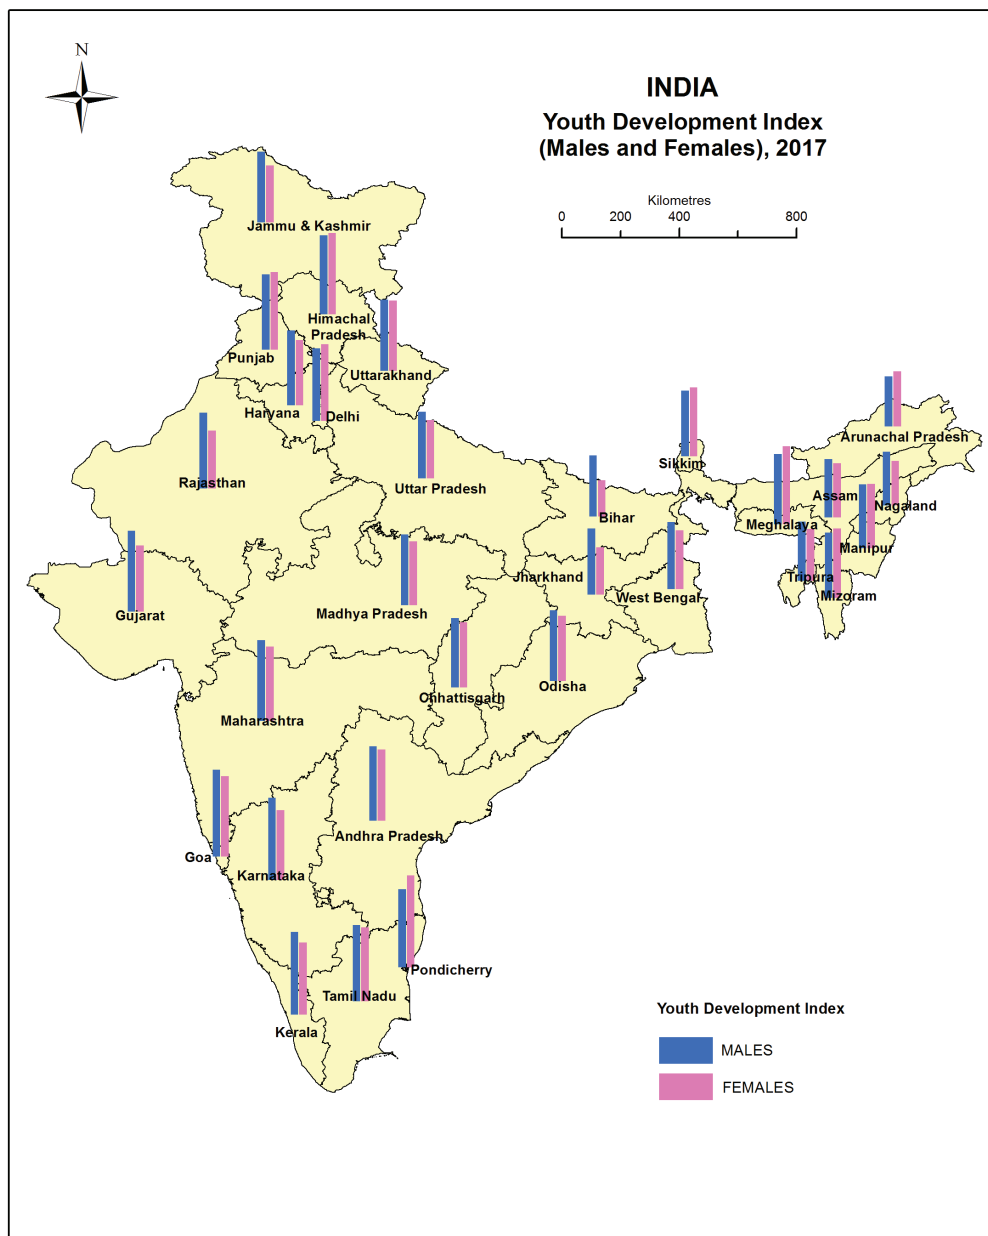 N
INDIA
Youth Development Index
(Males and Females), 2017
Kilometres
0 200 400 800
Jammu & Kashmir
Himachal
Pradesh
Punjab
Uttarakhand
Haryana
Delhi
Arunachal Pradesh
Sikkim
Rajasthan
Uttar Pradesh
Assam
Nagaland
Bihar
Meghalaya
Manipur
Jharkhand
Tripura
West Bengal
Mizoram
Gujarat
Madhya Pradesh
Odisha
Chhattisgarh
Maharashtra
Andhra Pradesh
Goa
Karnataka
Pondicherry
Tamil Nadu
Kerala
Youth Development Index
MALES
FEMALES